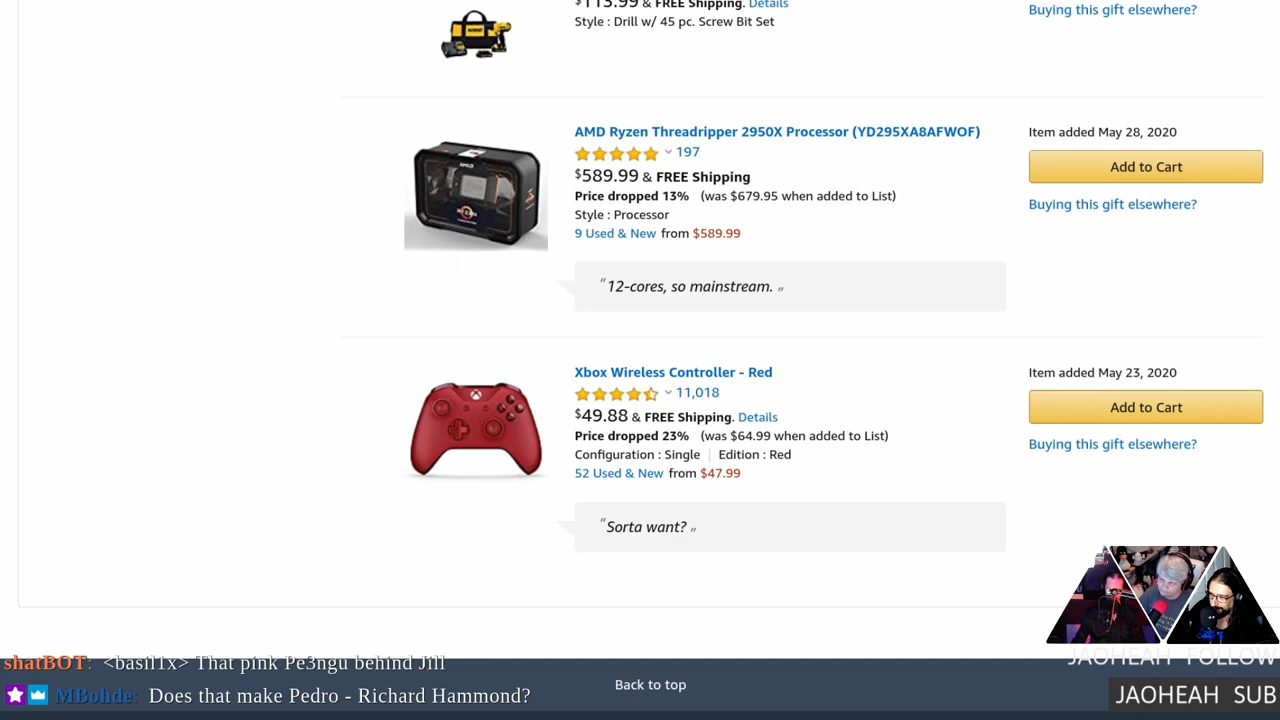 $113.99 & FREE Shipping. Details
Buying this gift elsewhere?
Style : Drill w/ 45 pc. Screw Bit Set
AMD Ryzen Threadripper 2950X Processor (YD295XA8AFWOF)
Item added May 28, 2020
197
Add to Cart
$589.99 & FREE Shipping
Price dropped 13% (was $679.95 when added to List)
Buying this gift elsewhere?
Style : Processor
9 Used & New from $589.99
"12-cores, so mainstream. "
Xbox Wireless Controller - Red
Item added May 23, 2020
11,018
Add to Cart
$49.88 & FREE Shipping. Details
Price dropped 23% (was $64.99 when added to List)
Buying this gift elsewhere?
Configuration : Single | Edition : Red
52 Used & New from $47.99
"Sorta want? "
shatBOT: <basil1x> That pink Pe3ngu behind Jill
JAOHEAH FOLLOW
Back to top
MBohde: Does that make Pedro - Richard Hammond?
JAOHEAH SUB